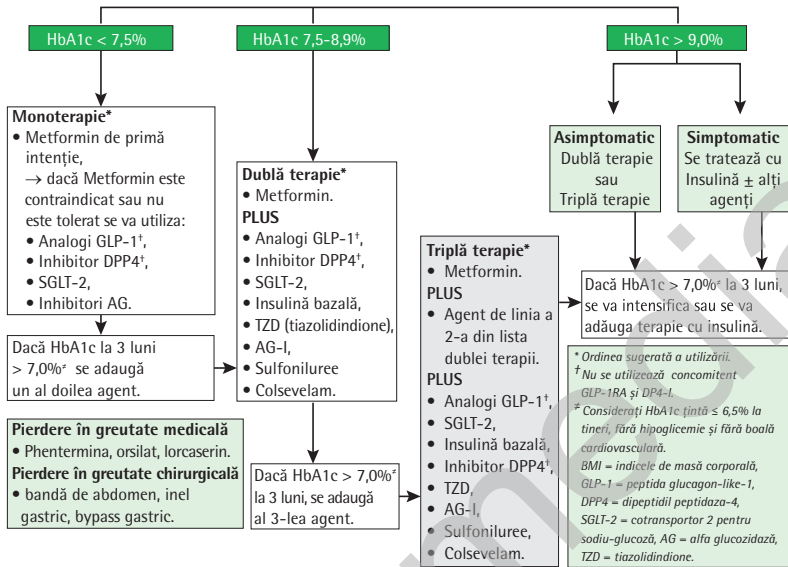 HbA1c < 7,5%
HbA1c 7,5-8,9%
HbA1c > 9,0%
Monoterapie*
• Metformin de primă
intenție,
→ dacă Metformin este
contraindicat sau nu
este tolerat se va utiliza:
• Analogi GLP-1†,
• Inhibitor DPP4†,
• SGLT-2,
• Inhibitori AG.
Dacă HbA1c la 3 luni
> 7,0%≠ se adaugă
un al doilea agent.
Pierdere în greutate medicală
• Phentermina, orsilat, lorcaserin.
Pierdere în greutate chirurgicală
• bandă de abdomen, inel
gastric, bypass gastric.
Dublă terapie*
• Metformin.
PLUS
• Analogi GLP-1†,
• Inhibitor DPP4†,
• SGLT-2,
• Insulină bazală,
• TZD (tiazolidindione),
• AG-I,
• Sulfoniluree
• Colsevelam.
Dacă HbA1c > 7,0%≠
la 3 luni, se adaugă
al 3-lea agent.
Triplă terapie*
• Metformin.
PLUS
• Agent de linia a
2-a din lista
dublei terapii.
PLUS
• Analogi GLP-1†,
• SGLT-2,
• Insulină bazală,
• Inhibitor DPP4†,
• TZD,
• AG-I,
• Sulfoniluree,
• Colsevelam.
Asimptomatic
Dublă terapie
sau
Triplă terapie
Simptomatic
Se tratează cu
Insulină ± alți
agenți
Dacă HbA1c > 7,0%≠ la 3 luni,
se va intensifica sau se va
adăuga terapie cu insulină.
* Ordinea sugerată a utilizării.
† Nu se utilizează concomitent
GLP-1RA și DP4-I.
≠ Considerați HbA1c țintă ≤ 6,5% la
tineri, fără hipoglicemie și fără boală
cardiovasculară.
BMI = indicele de masă corporală,
GLP-1 = peptida glucagon-like-1,
DPP4 = dipeptidil peptidaza-4,
SGLT-2 = cotransportor 2 pentru
sodiu-glucoză, AG = alfa glucozidază,
TZD = tiazolidindione.